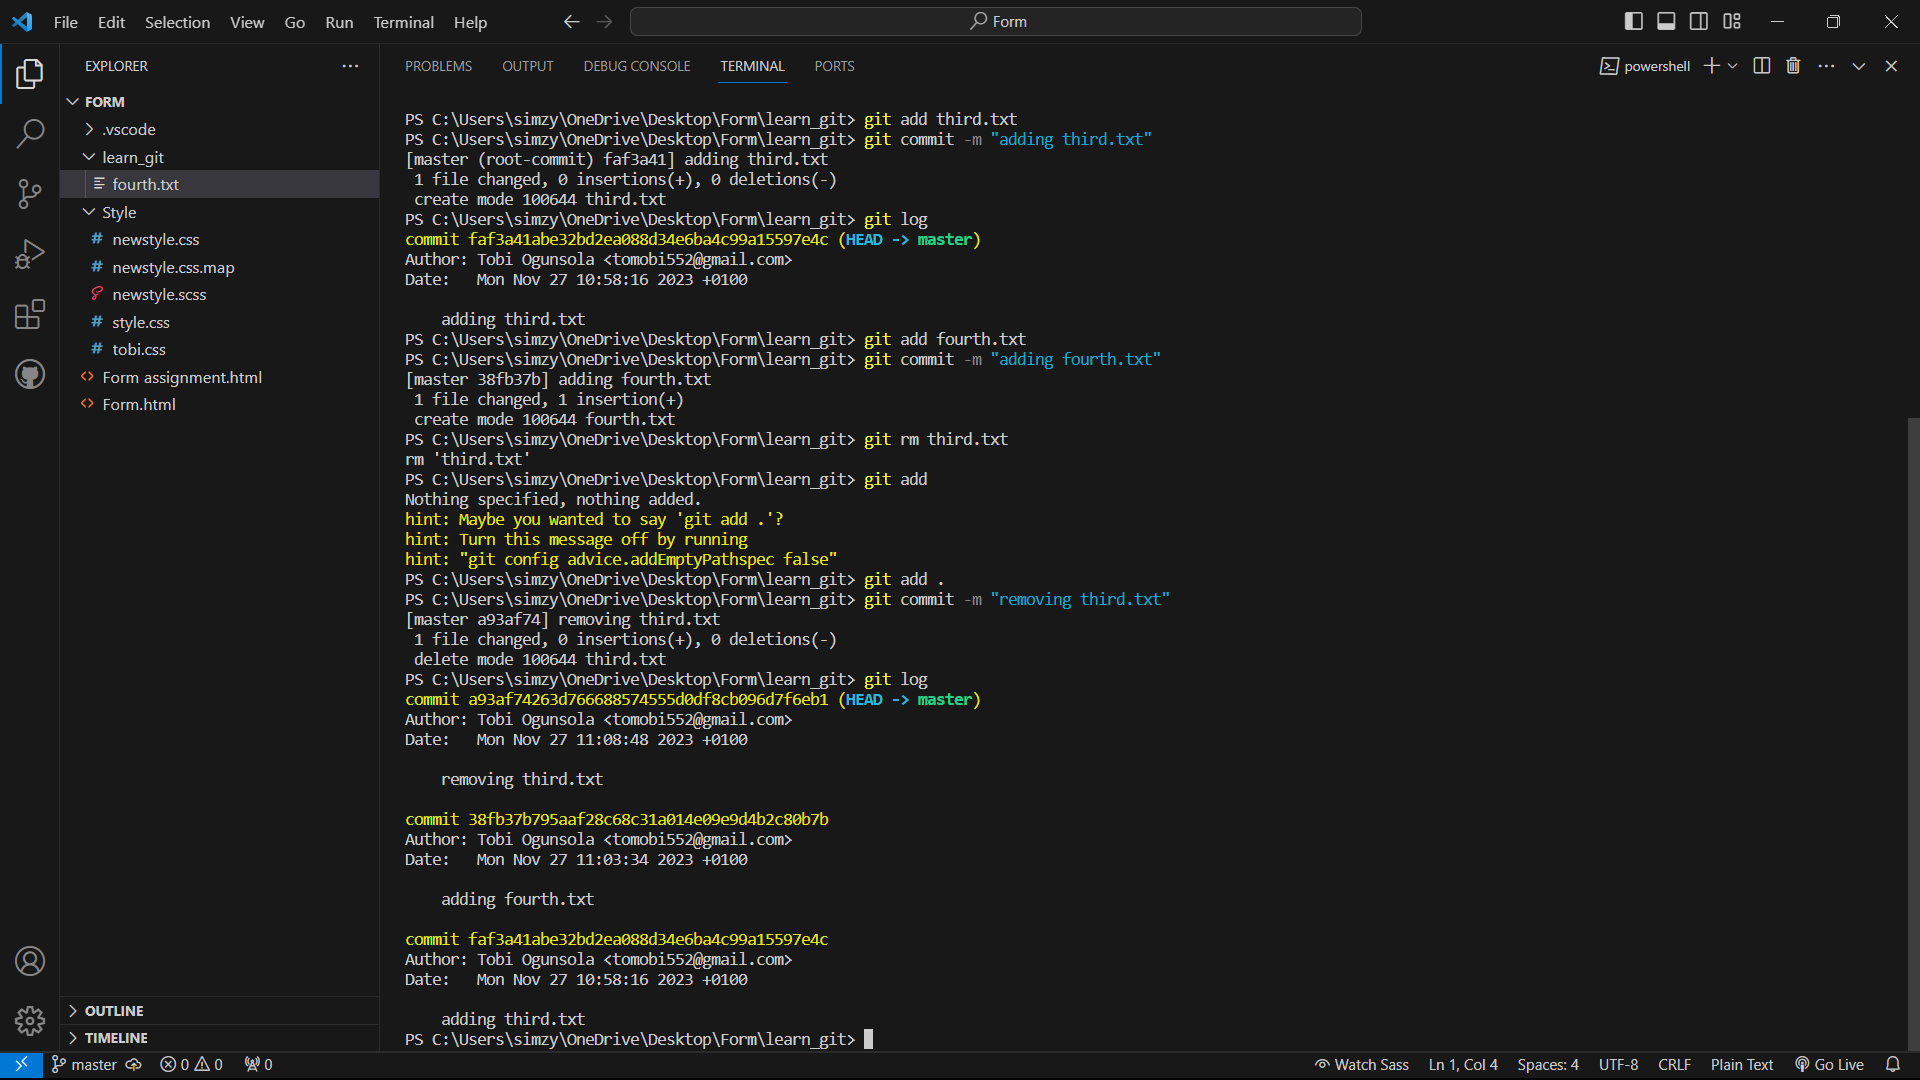 File Edit Selection View Go Run Terminal Help
Form
EXPLORER
FORM
.vscode
learn_git
fourth.txt
Style
newstyle.css
newstyle.css.map
newstyle.scss
style.css
tobi.css
Form assignment.html
Form.html
OUTLINE
TIMELINE
PROBLEMS OUTPUT DEBUG CONSOLE TERMINAL PORTS
powershell
PS C:\Users\simzy\OneDrive\Desktop\Form\learn_git> git add third.txt
PS C:\Users\simzy\OneDrive\Desktop\Form\learn_git> git commit -m "adding third.txt"
[master (root-commit) faf3a41] adding third.txt
 1 file changed, 0 insertions(+), 0 deletions(-)
 create mode 100644 third.txt
PS C:\Users\simzy\OneDrive\Desktop\Form\learn_git> git log
commit faf3a41abe32bd2ea088d34e6ba4c99a15597e4c (HEAD -> master)
Author: Tobi Ogunsola <tomobi552@gmail.com>
Date:   Mon Nov 27 10:58:16 2023 +0100
    adding third.txt
PS C:\Users\simzy\OneDrive\Desktop\Form\learn_git> git add fourth.txt
PS C:\Users\simzy\OneDrive\Desktop\Form\learn_git> git commit -m "adding fourth.txt"
[master 38fb37b] adding fourth.txt
 1 file changed, 1 insertion(+)
 create mode 100644 fourth.txt
PS C:\Users\simzy\OneDrive\Desktop\Form\learn_git> git rm third.txt
rm 'third.txt'
PS C:\Users\simzy\OneDrive\Desktop\Form\learn_git> git add
Nothing specified, nothing added.
hint: Maybe you wanted to say 'git add .'?
hint: Turn this message off by running
hint: "git config advice.addEmptyPathspec false"
PS C:\Users\simzy\OneDrive\Desktop\Form\learn_git> git add .
PS C:\Users\simzy\OneDrive\Desktop\Form\learn_git> git commit -m "removing third.txt"
[master a93af74] removing third.txt
 1 file changed, 0 insertions(+), 0 deletions(-)
 delete mode 100644 third.txt
PS C:\Users\simzy\OneDrive\Desktop\Form\learn_git> git log
commit a93af74263d766688574555d0df8cb096d7f6eb1 (HEAD -> master)
Author: Tobi Ogunsola <tomobi552@gmail.com>
Date:   Mon Nov 27 11:08:48 2023 +0100
    removing third.txt
commit 38fb37b795aaf28c68c31a014e09e9d4b2c80b7b
Author: Tobi Ogunsola <tomobi552@gmail.com>
Date:   Mon Nov 27 11:03:34 2023 +0100
    adding fourth.txt
commit faf3a41abe32bd2ea088d34e6ba4c99a15597e4c
Author: Tobi Ogunsola <tomobi552@gmail.com>
Date:   Mon Nov 27 10:58:16 2023 +0100
    adding third.txt
PS C:\Users\simzy\OneDrive\Desktop\Form\learn_git>
master 0 0 0 Watch Sass Ln 1, Col 4 Spaces: 4 UTF-8 CRLF Plain Text Go Live